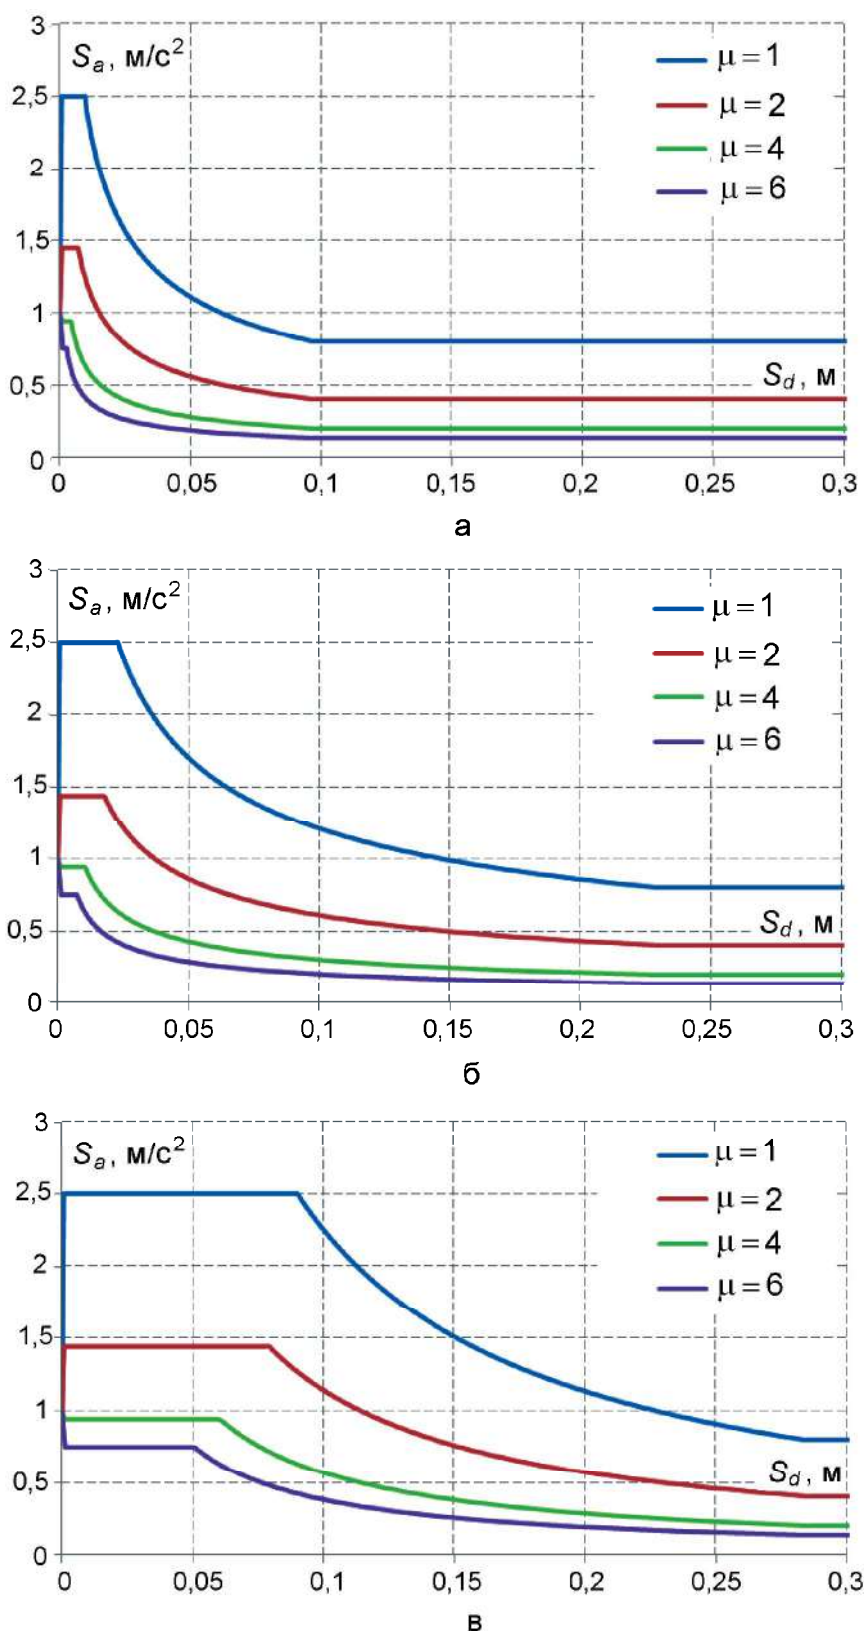 3
Sₐ, м/с²
μ = 1
2,5
μ = 2
μ = 4
2
μ = 6
1,5
1
S_d, м
0,5
0
0 0,05 0,1 0,15 0,2 0,25 0,3
а
3
Sₐ, м/с²
μ = 1
2,5
μ = 2
μ = 4
2
μ = 6
1,5
1
S_d, м
0,5
0
0 0,05 0,1 0,15 0,2 0,25 0,3
б
3
Sₐ, м/с²
μ = 1
2,5
μ = 2
μ = 4
2
μ = 6
1,5
1
S_d, м
0,5
0
0 0,05 0,1 0,15 0,2 0,25 0,3
в